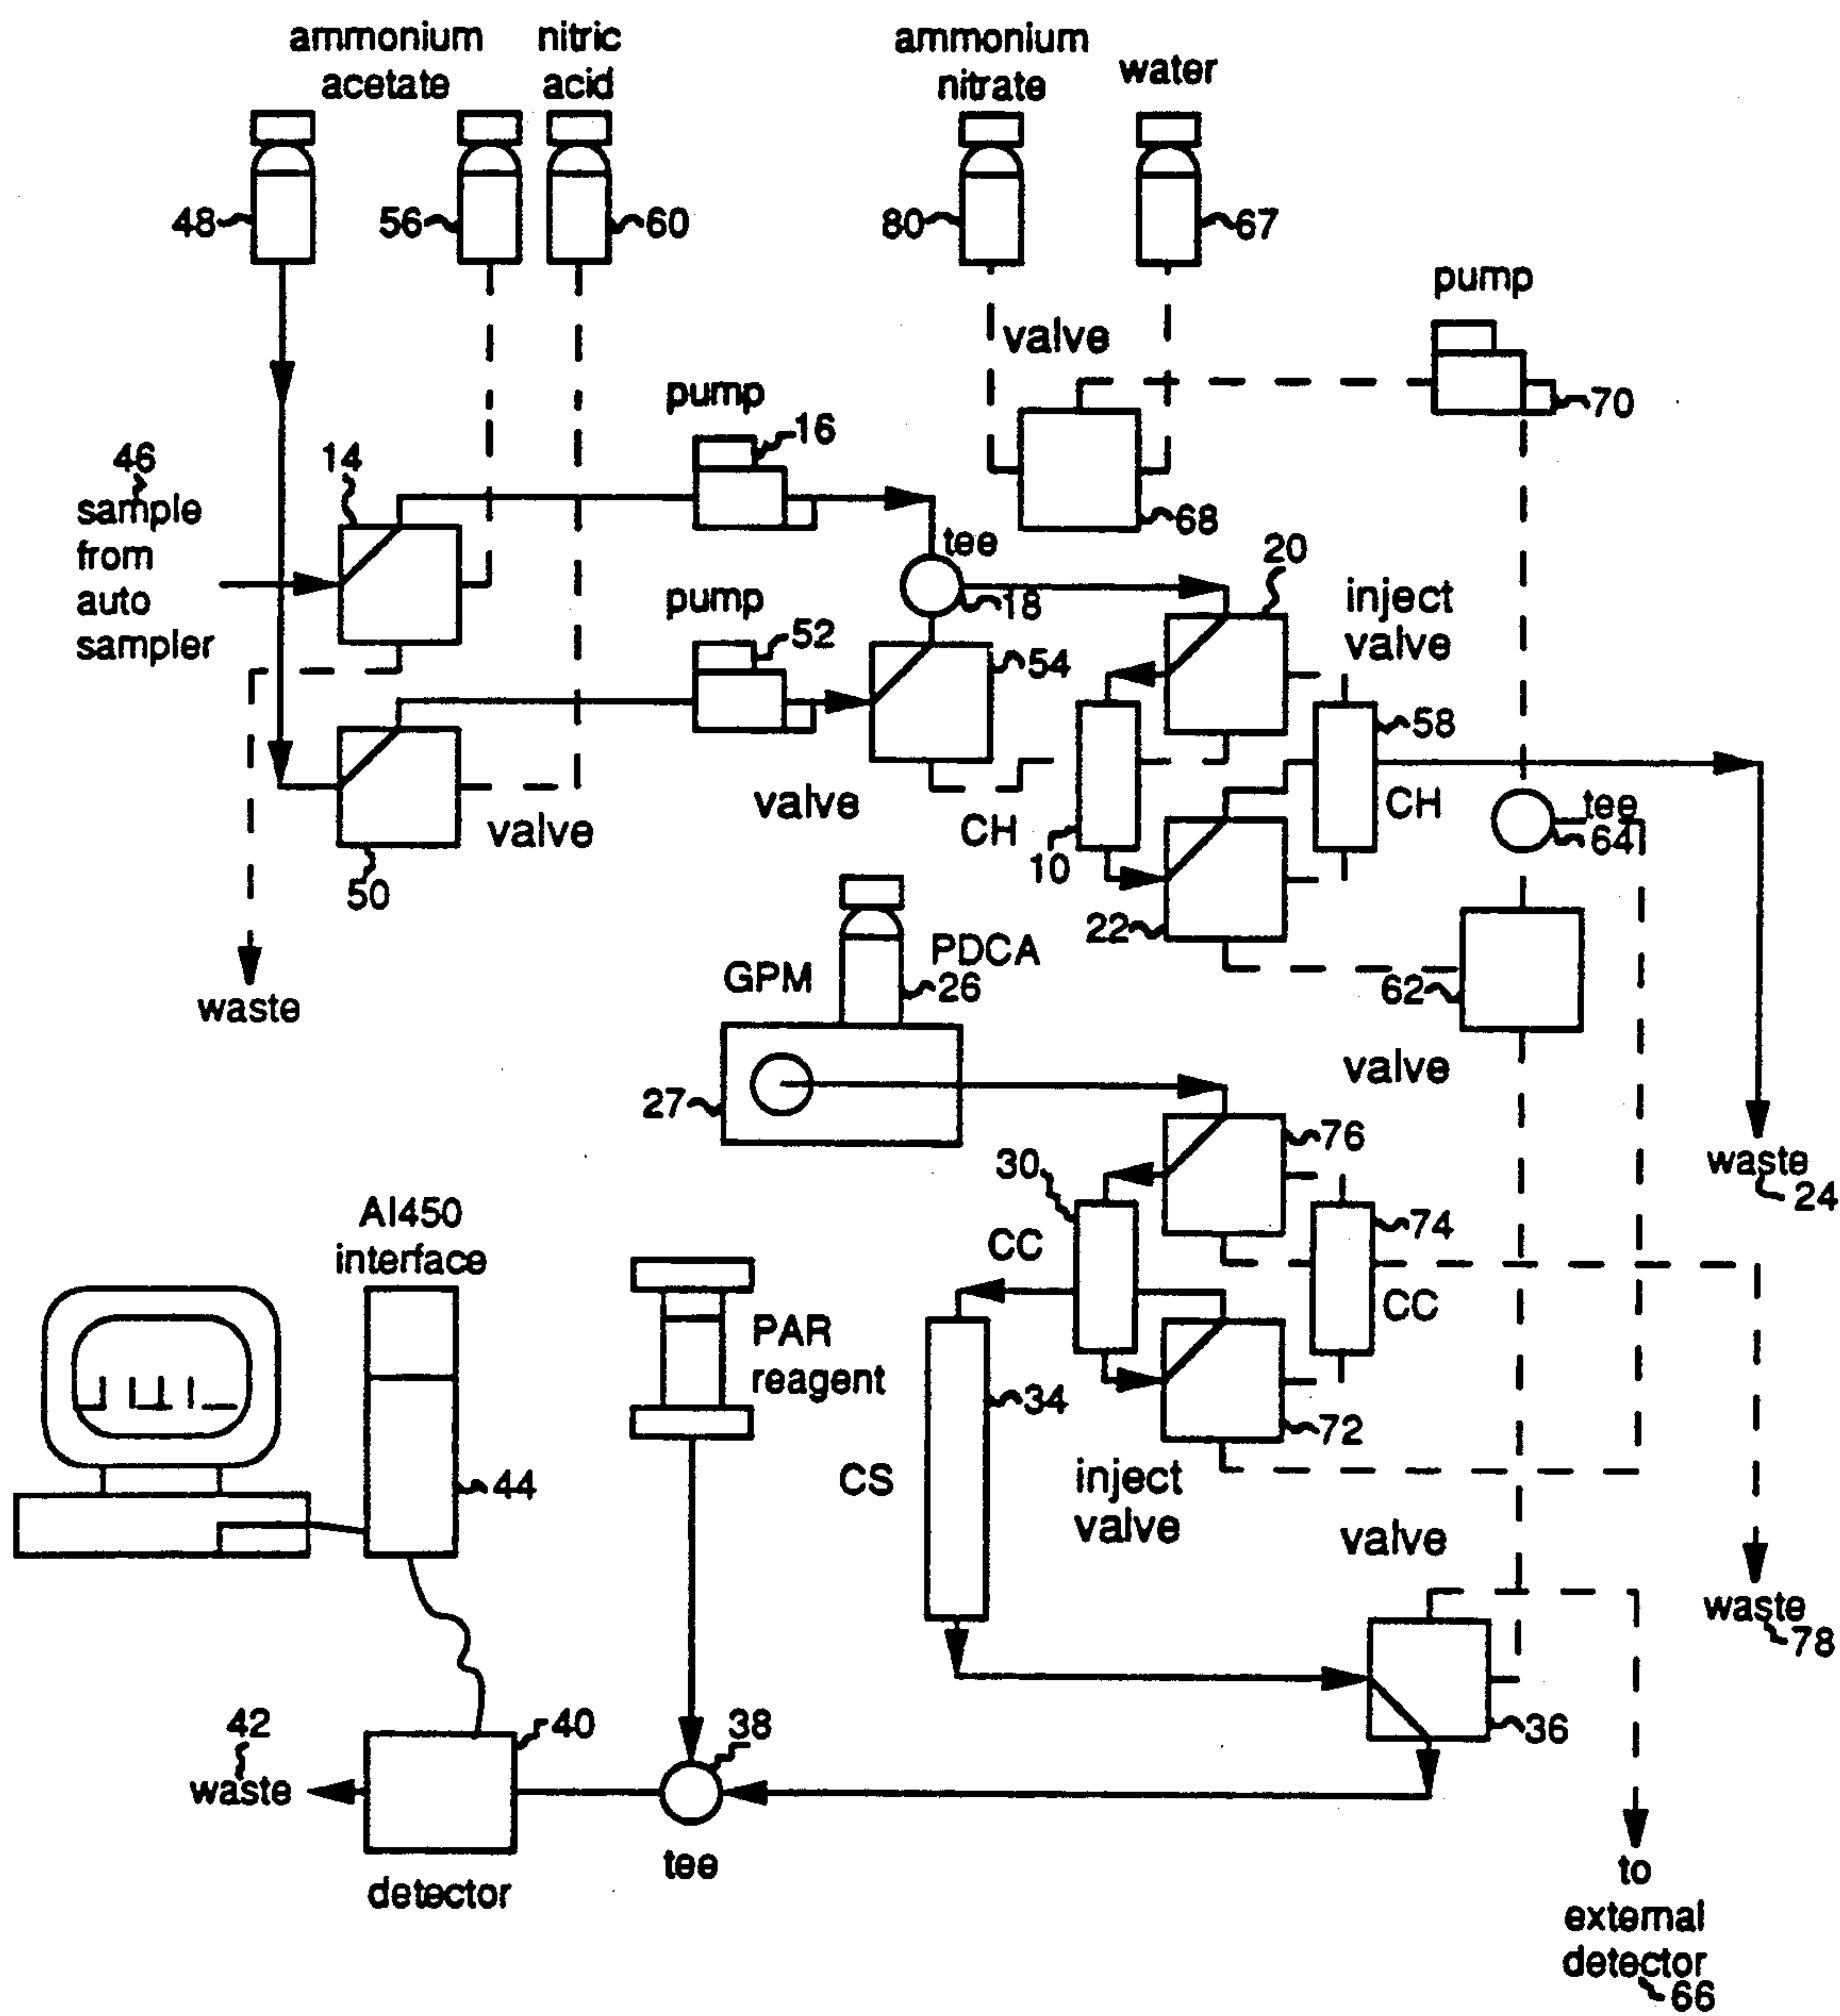 ammonium
acetate
nitric
acid
ammonium
nitrate
water
48
56
60
80
67
pump
valve
70
pump
16
46
sample
from
auto
sampler
14
68
tee
18
20
inject
valve
pump
52
54
58
valve
50
valve
CH
10
CH
tee
64
22
62
waste
GPM
PDCA
26
27
valve
76
waste
24
30
74
CC
CC
AI450
interface
PAR
reagent
34
72
44
CS
inject
valve
valve
waste
78
42
waste
40
38
36
detector
tee
to
external
detector
66